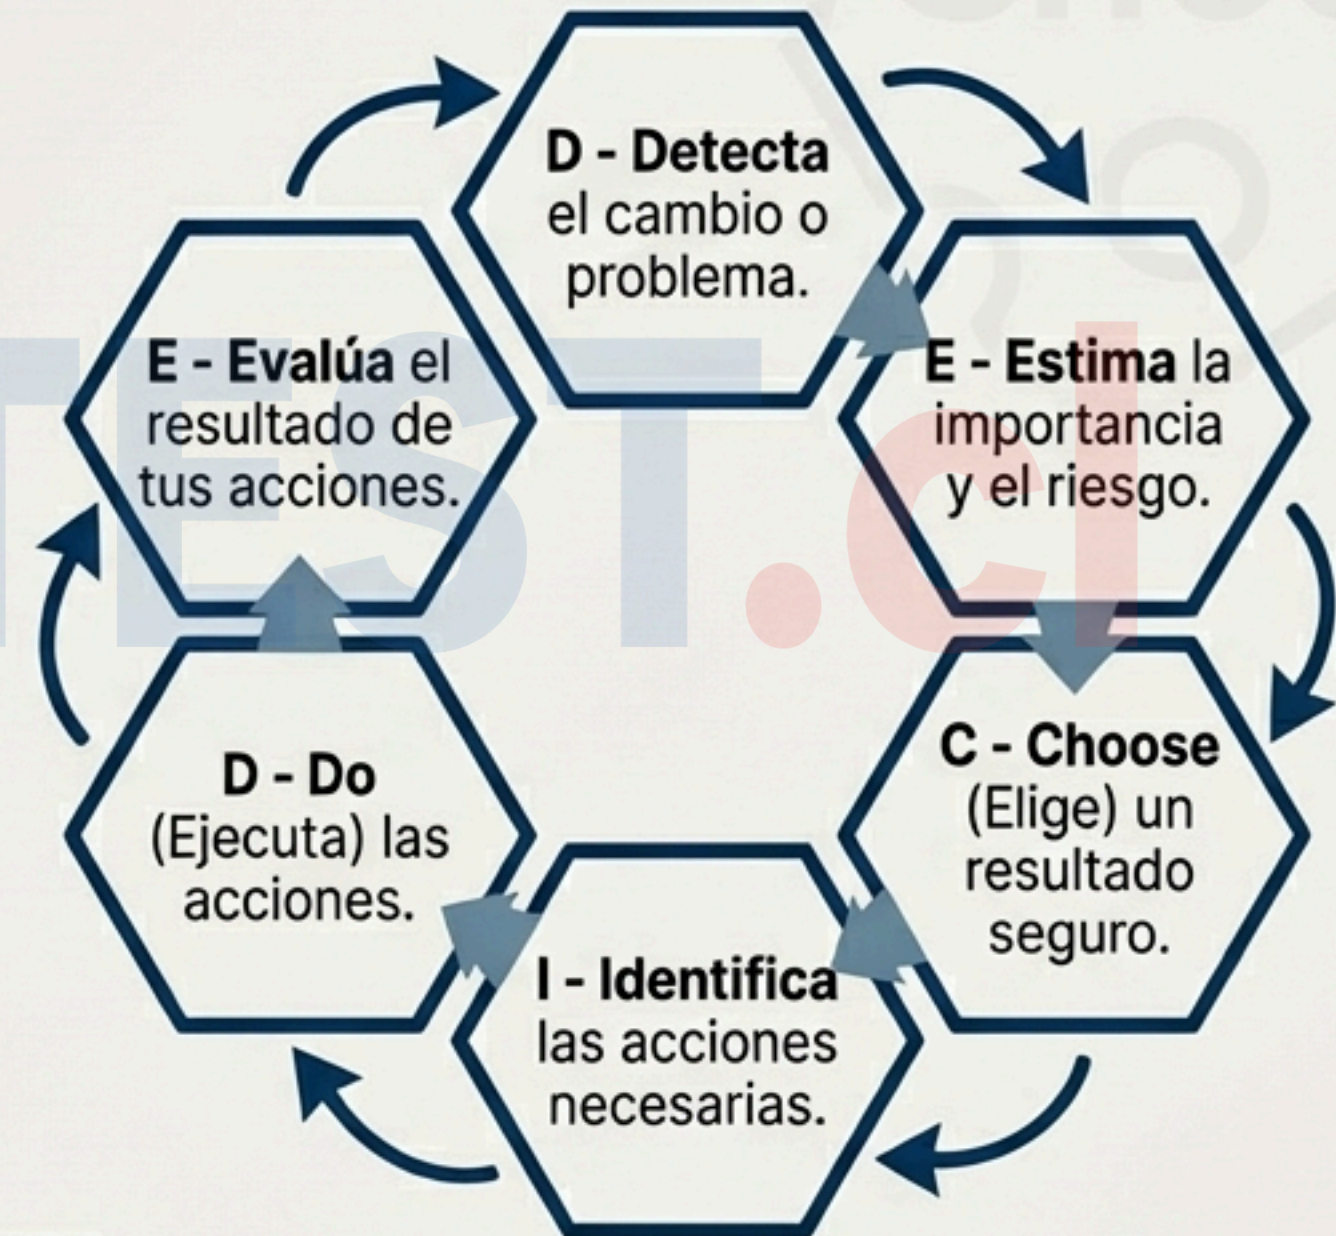 D - Detecta
el cambio o
problema.
E - Estima la
importancia
y el riesgo.
C - Choose
(Elige) un
resultado
seguro.
I - Identifica
las acciones
necesarias.
D - Do
(Ejecuta) las
acciones.
E - Evalúa el
resultado de
tus acciones.
TEST.cl